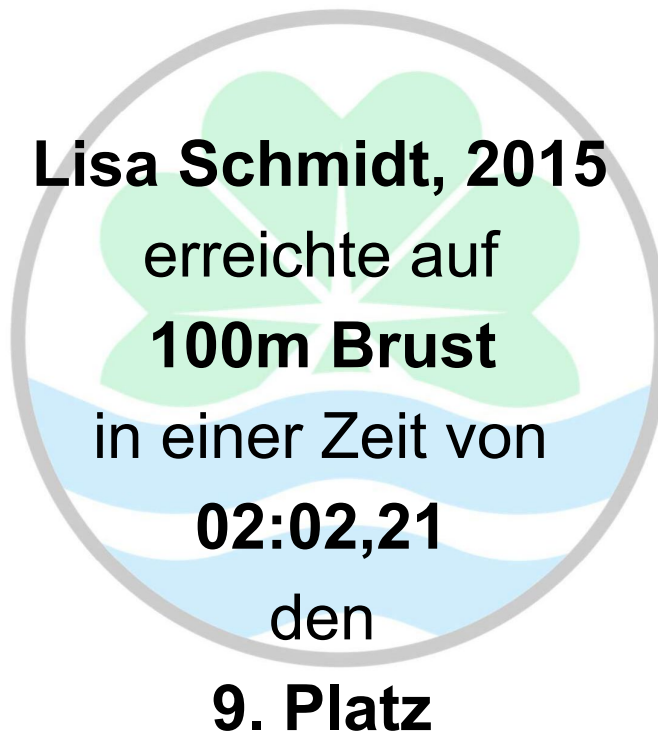 Lisa Schmidt, 2015
erreichte auf
100m Brust
in einer Zeit von
02:02,21
den
9. Platz